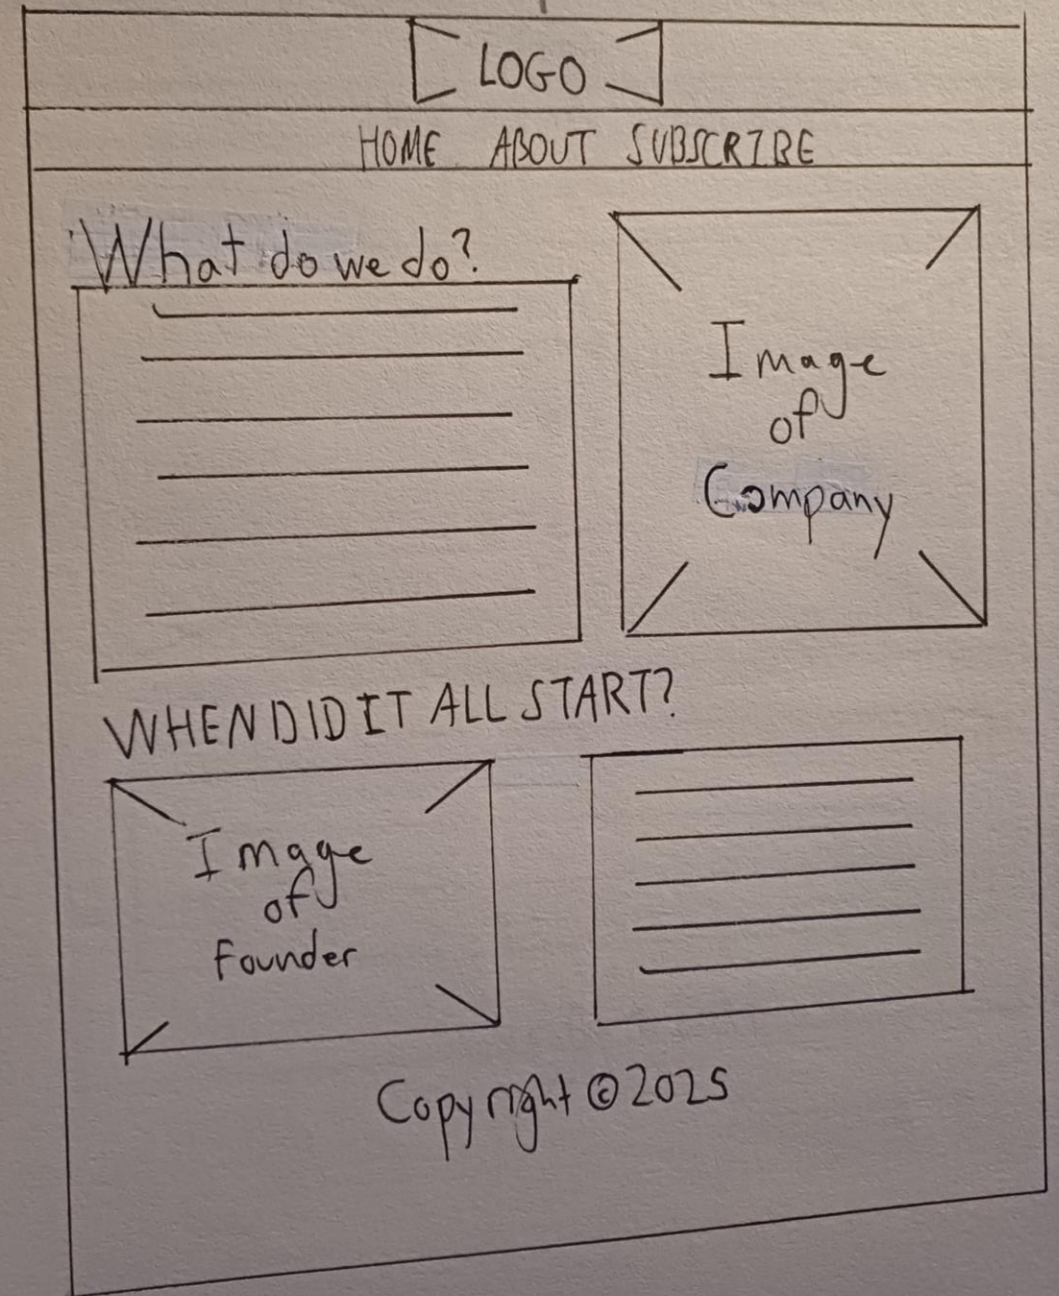 LOGO
HOME ABOUT SUBSCRIBE
What do we do?
Image
of
Company
WHEN DID IT ALL START?
Image
of
Founder
Copyright © 2025